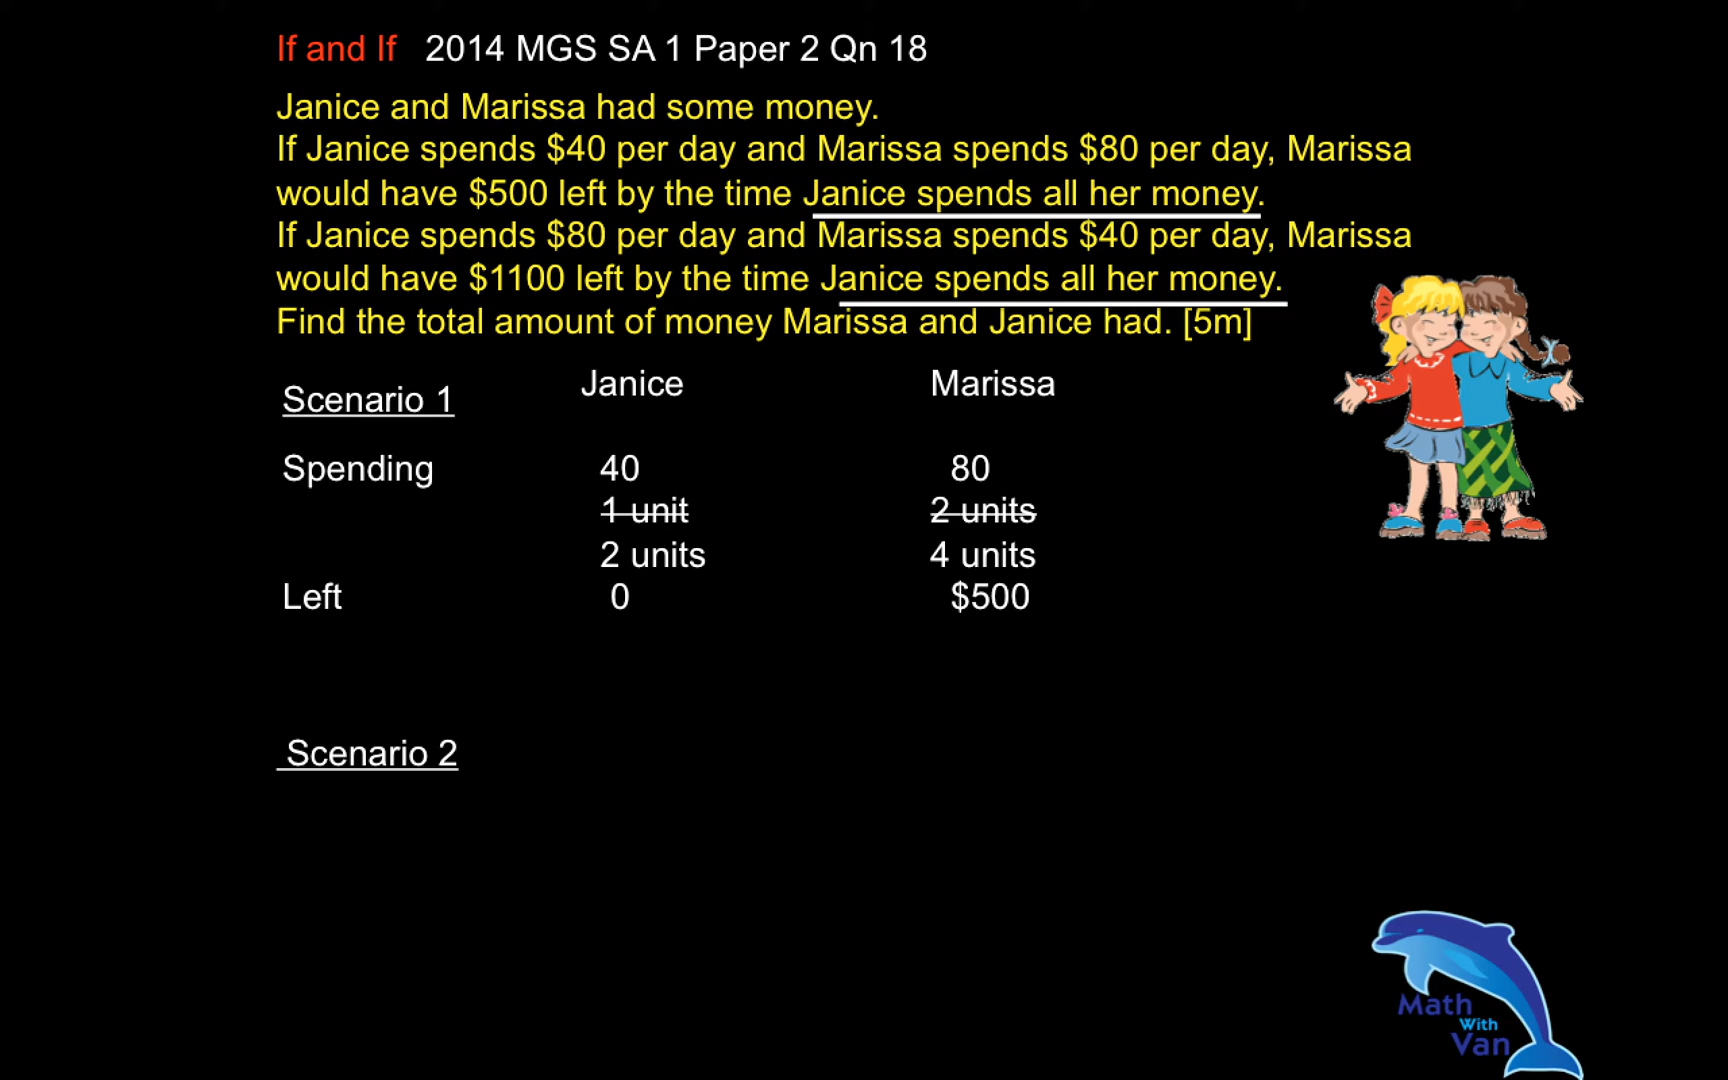 If and If 2014 MGS SA 1 Paper 2 Qn 18
Janice and Marissa had some money.
If Janice spends $40 per day and Marissa spends $80 per day, Marissa
would have $500 left by the time Janice spends all her money.
If Janice spends $80 per day and Marissa spends $40 per day, Marissa
would have $1100 left by the time Janice spends all her money.
Find the total amount of money Marissa and Janice had. [5m]
Scenario 1 Janice Marissa
Spending 40 80
1 unit 2 units
2 units 4 units
Left 0 $500
Scenario 2
Math
With
Van